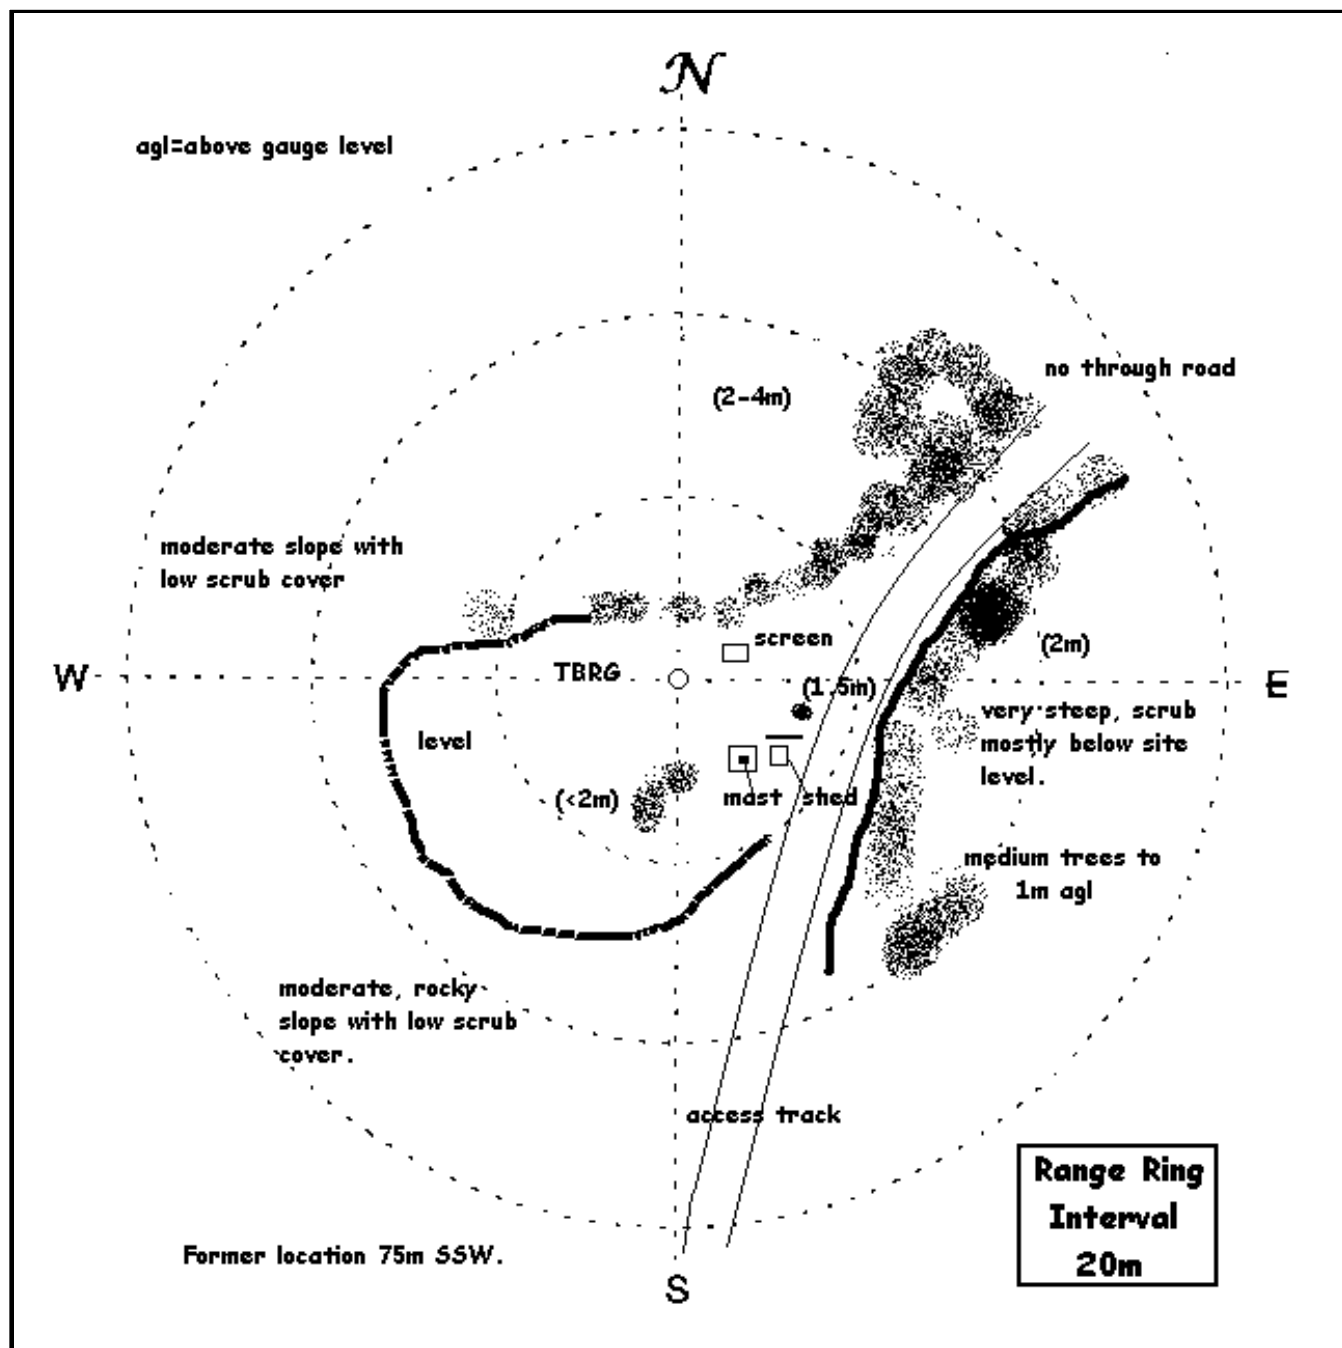 N
agl=above gauge level
no through road
(2-4m)
moderate slope with
low scrub cover
screen
(2m)
W
TBRG
(1.5m)
E
level
very steep, scrub
mostly below site
level.
(<2m)
mast shed
medium trees to
1m agl
moderate, rocky
slope with low scrub
cover.
access track
Range Ring
Interval
20m
Former location 75m SSW.
S